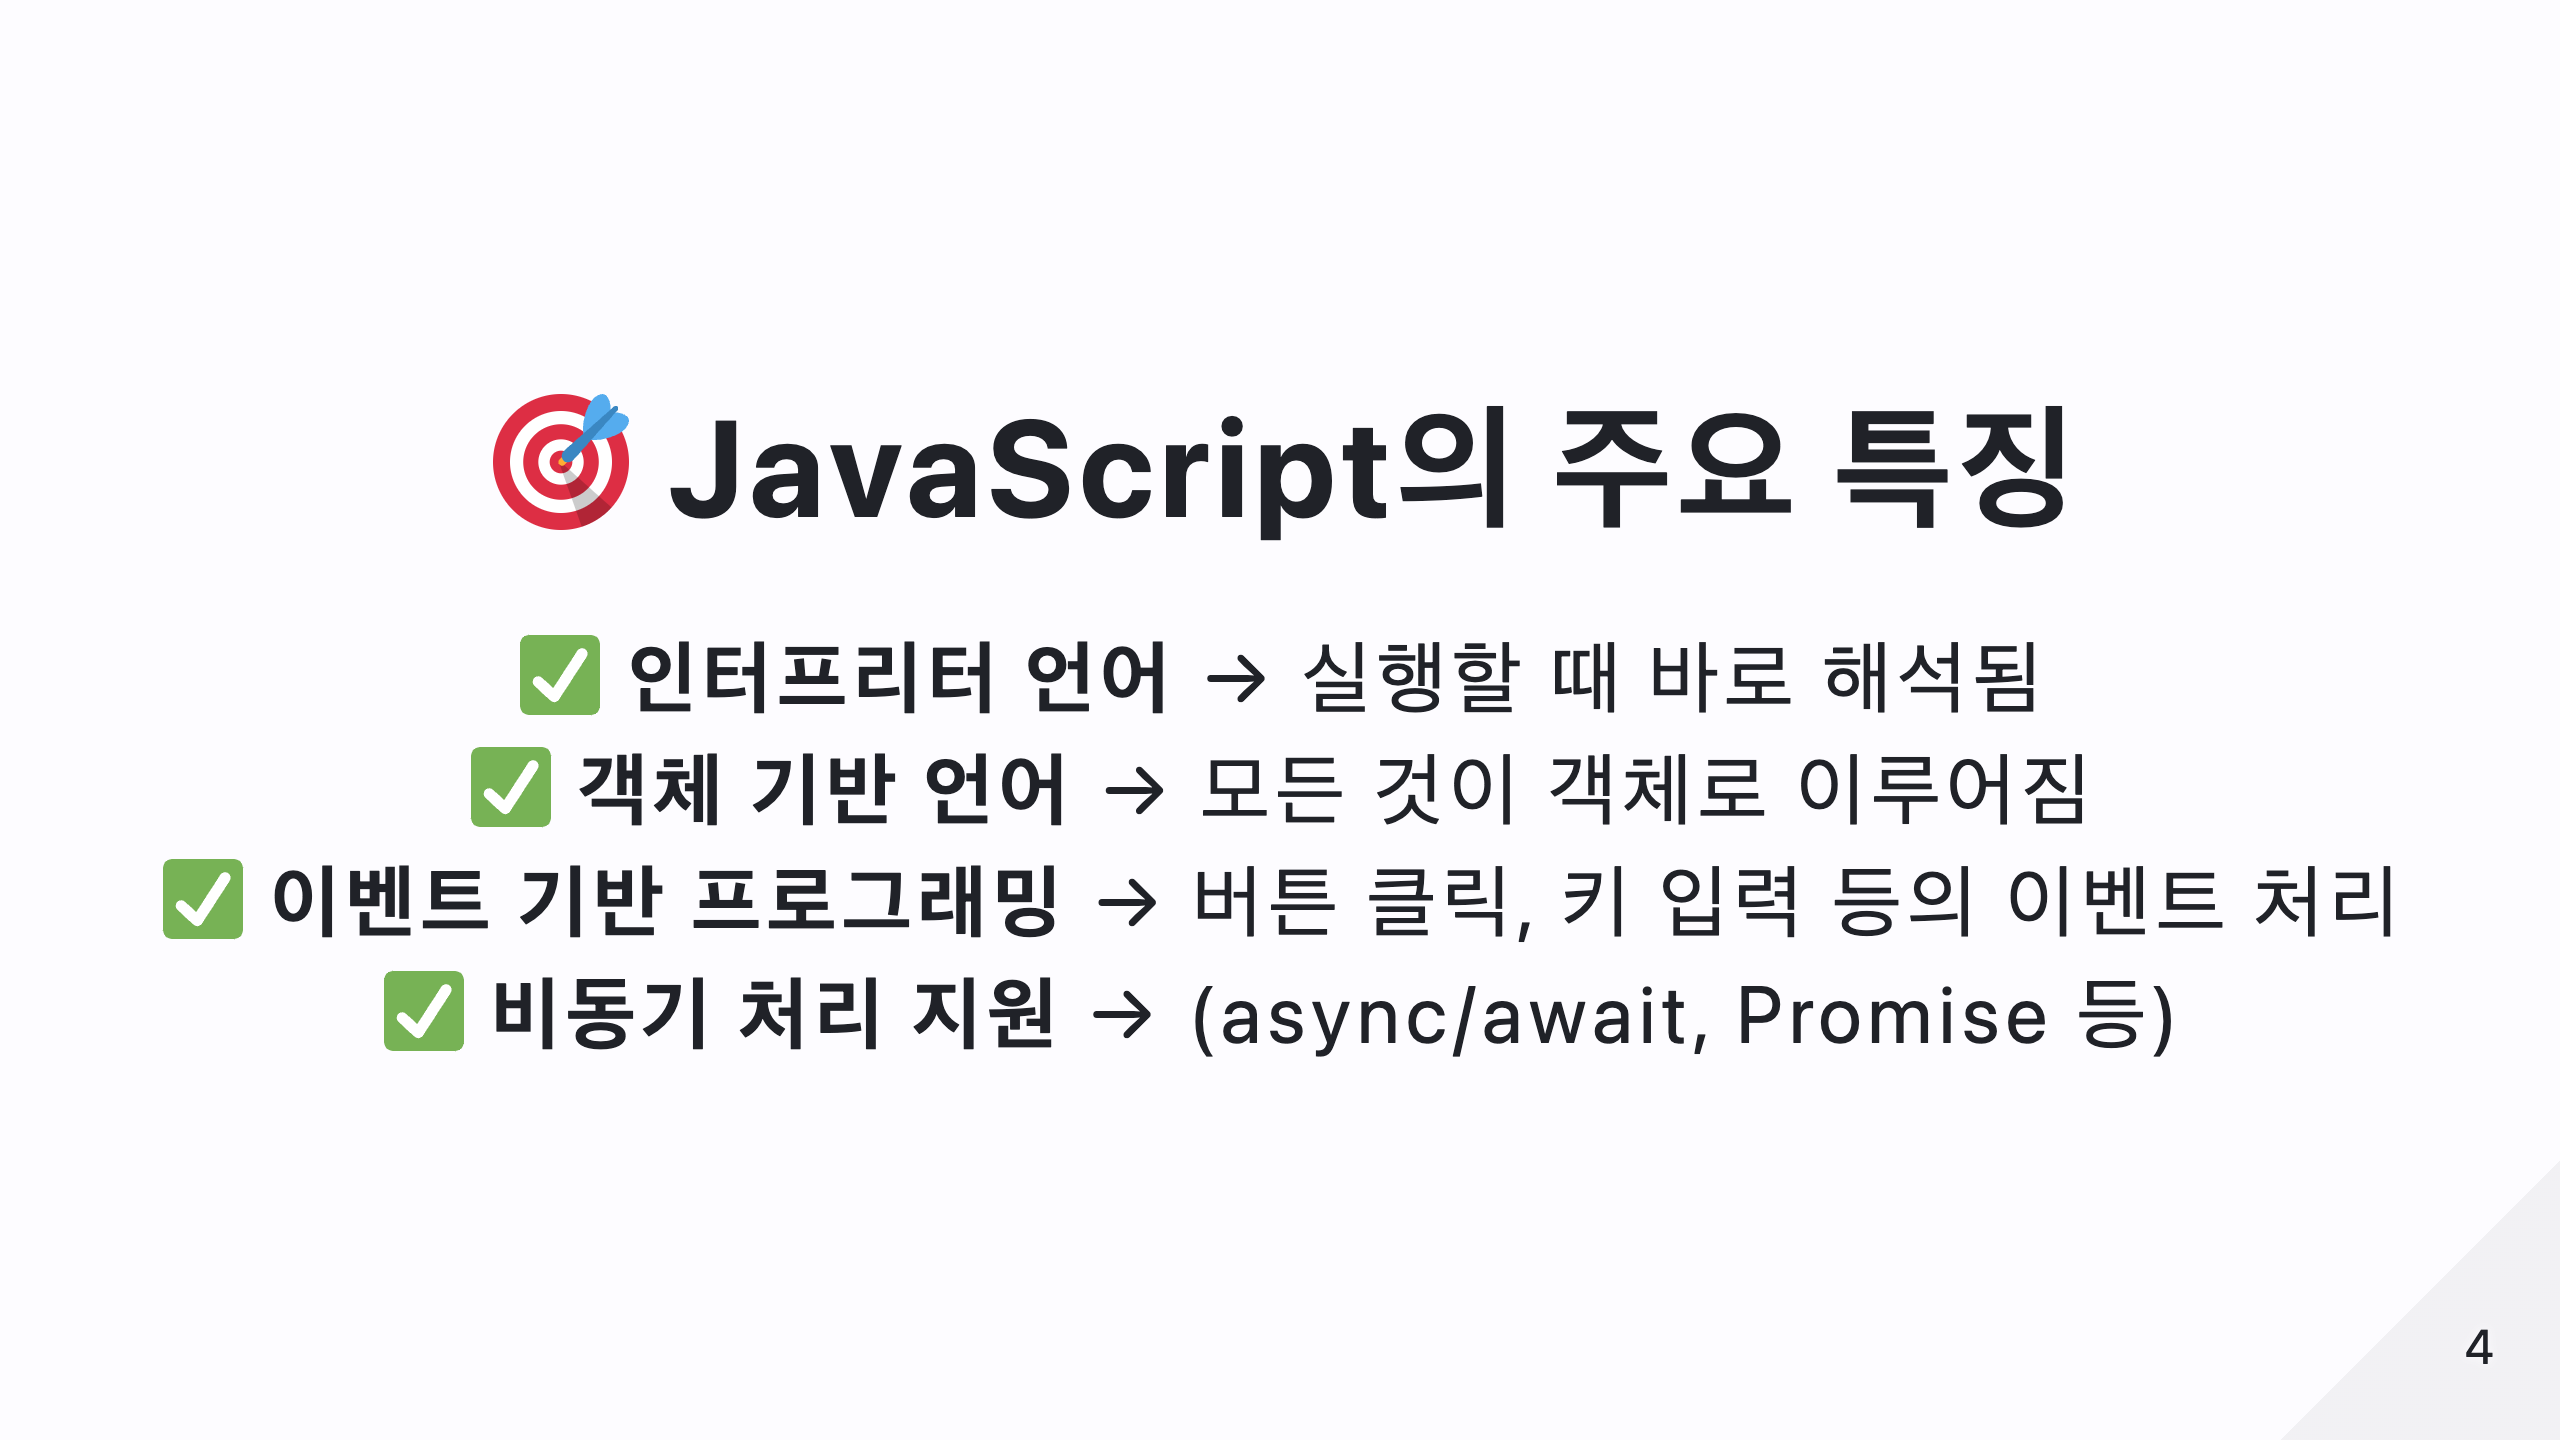 🎯 JavaScript의 주요 특징
✅ 인터프리터 언어 → 실행할 때 바로 해석됨
✅ 객체 기반 언어 → 모든 것이 객체로 이루어짐
✅ 이벤트 기반 프로그래밍 → 버튼 클릭, 키 입력 등의 이벤트 처리
✅ 비동기 처리 지원 → (async/await, Promise 등)
4